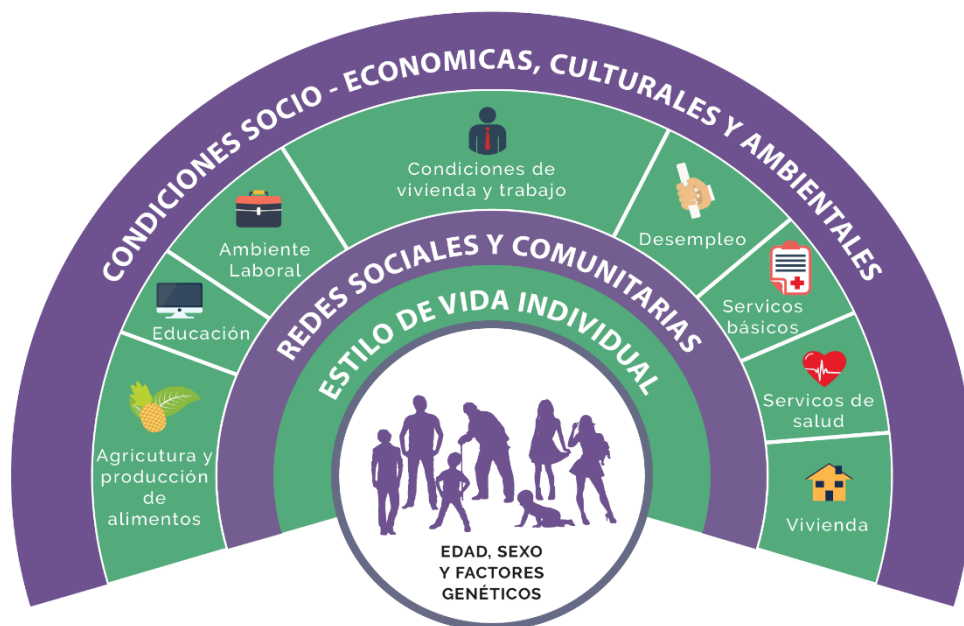 CONDICIONES SOCIO - ECONOMICAS, CULTURALES Y AMBIENTALES
Condiciones de
vivienda y trabajo
Ambiente
Laboral
Desempleo
Educación
Servicos
básicos
Agricutura y
producción
de
alimentos
Servicos de
salud
Vivienda
REDES SOCIALES Y COMUNITARIAS
ESTILO DE VIDA INDIVIDUAL
EDAD, SEXO
Y FACTORES
GENÉTICOS